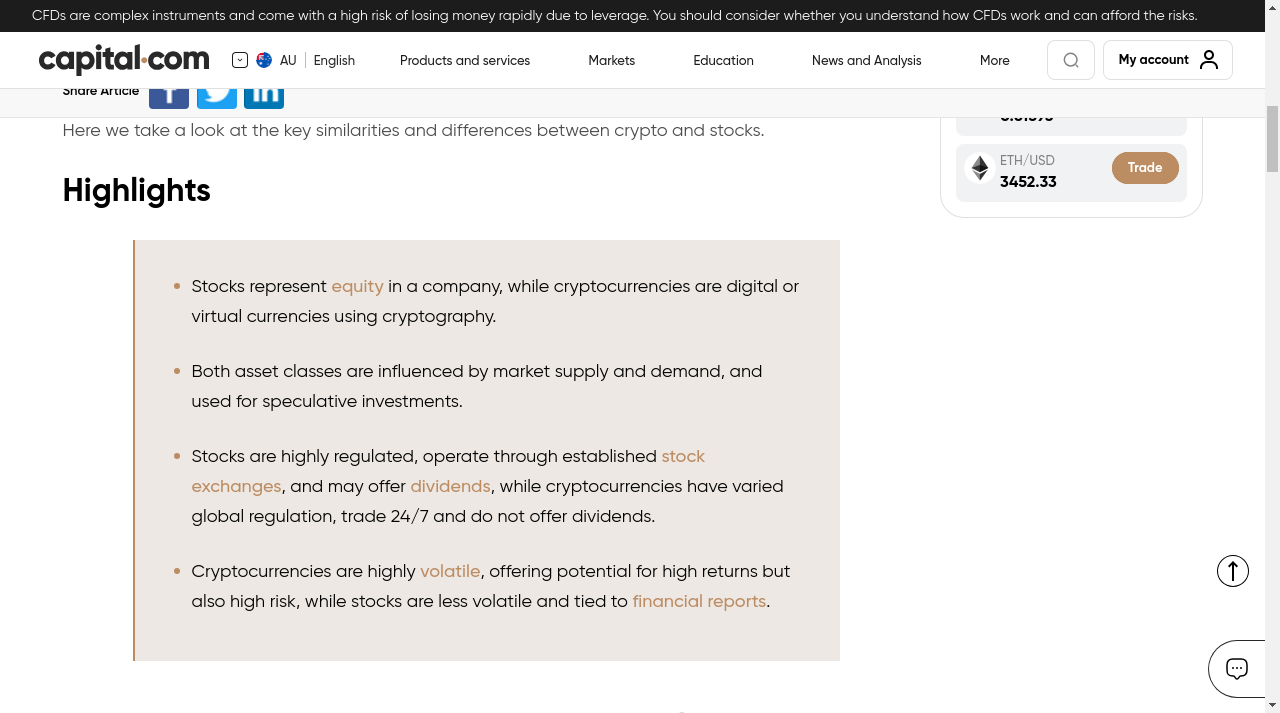 CFDs are complex instruments and come with a high risk of losing money rapidly due to leverage. You should consider whether you understand how CFDs work and can afford the risks.
capital.com
AU
English
Products and services
Markets
Education
News and Analysis
More
My account
Share Article
Here we take a look at the key similarities and differences between crypto and stocks.
ETH/USD
3452.33
Trade
Highlights
Stocks represent equity in a company, while cryptocurrencies are digital or
virtual currencies using cryptography.
Both asset classes are influenced by market supply and demand, and
used for speculative investments.
Stocks are highly regulated, operate through established stock
exchanges, and may offer dividends, while cryptocurrencies have varied
global regulation, trade 24/7 and do not offer dividends.
Cryptocurrencies are highly volatile, offering potential for high returns but
also high risk, while stocks are less volatile and tied to financial reports.